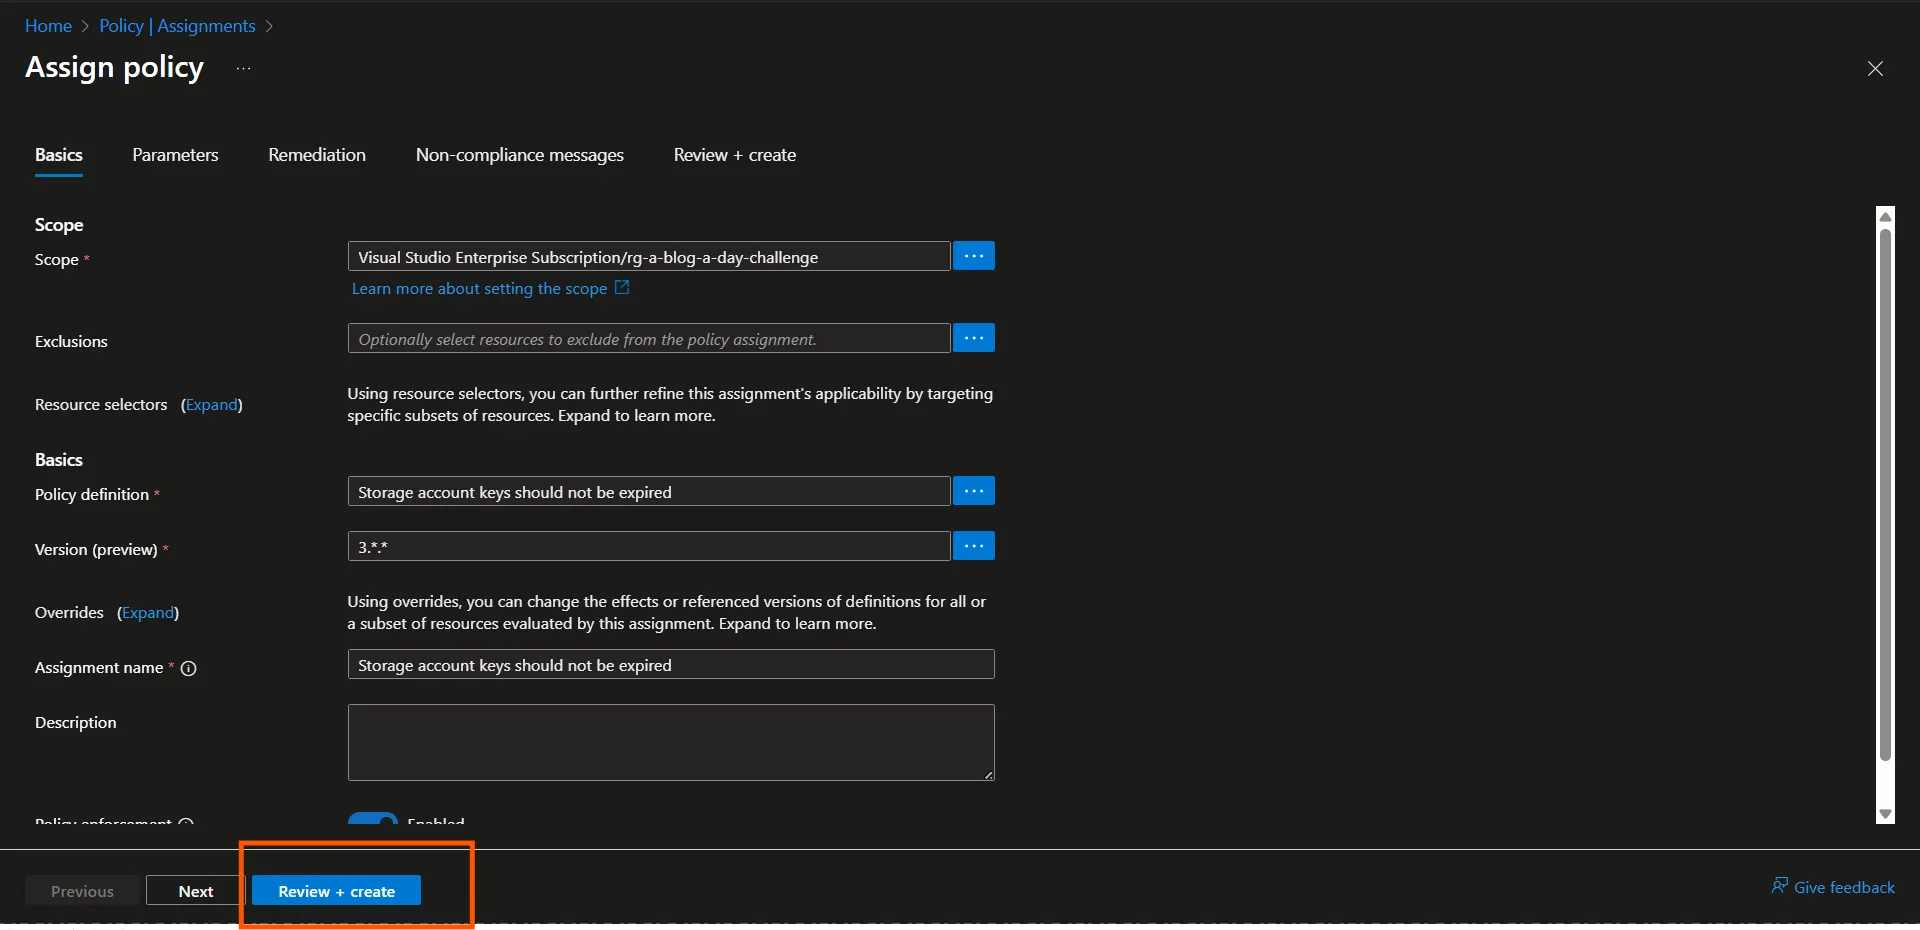 Home > Policy | Assignments >
Assign policy ...
Basics Parameters Remediation Non-compliance messages Review + create
Scope
Scope * Visual Studio Enterprise Subscription/rg-a-blog-a-day-challenge ...
Learn more about setting the scope
Exclusions Optionally select resources to exclude from the policy assignment. ...
Using resource selectors, you can further refine this assignment's applicability by targeting
Resource selectors (Expand)
specific subsets of resources. Expand to learn more.
Basics
Policy definition * Storage account keys should not be expired ...
Version (preview) * 3.*.* ...
Using overrides, you can change the effects or referenced versions of definitions for all or
Overrides (Expand)
a subset of resources evaluated by this assignment. Expand to learn more.
Assignment name * Storage account keys should not be expired
Description
Policy enforcement Enabled
Previous Next Review + create Give feedback